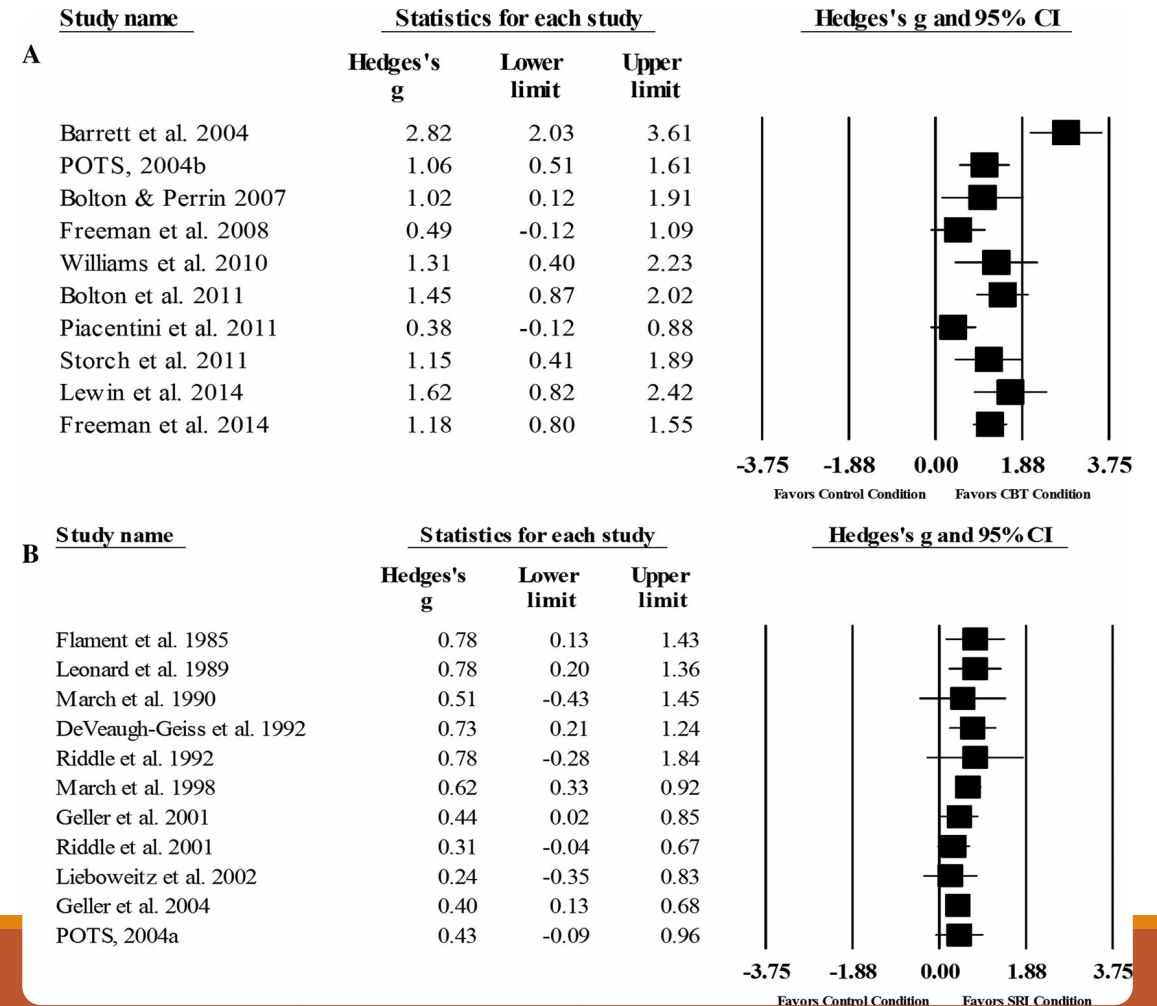 Study name Statistics for each study Hedges's g and 95% CI
A
Hedges's g Lower limit Upper limit
Barrett et al. 2004 2.82 2.03 3.61
POTS, 2004b 1.06 0.51 1.61
Bolton & Perrin 2007 1.02 0.12 1.91
Freeman et al. 2008 0.49 -0.12 1.09
Williams et al. 2010 1.31 0.40 2.23
Bolton et al. 2011 1.45 0.87 2.02
Piacentini et al. 2011 0.38 -0.12 0.88
Storch et al. 2011 1.15 0.41 1.89
Lewin et al. 2014 1.62 0.82 2.42
Freeman et al. 2014 1.18 0.80 1.55
-3.75 -1.88 0.00 1.88 3.75
Favors Control Condition Favors CBT Condition
Study name Statistics for each study Hedges's g and 95% CI
B
Hedges's g Lower limit Upper limit
Flament et al. 1985 0.78 0.13 1.43
Leonard et al. 1989 0.78 0.20 1.36
March et al. 1990 0.51 -0.43 1.45
DeVeaugh-Geiss et al. 1992 0.73 0.21 1.24
Riddle et al. 1992 0.78 -0.28 1.84
March et al. 1998 0.62 0.33 0.92
Geller et al. 2001 0.44 0.02 0.85
Riddle et al. 2001 0.31 -0.04 0.67
Lieboweitz et al. 2002 0.24 -0.35 0.83
Geller et al. 2004 0.40 0.13 0.68
POTS, 2004a 0.43 -0.09 0.96
-3.75 -1.88 0.00 1.88 3.75
Favors Control Condition Favors SRI Condition